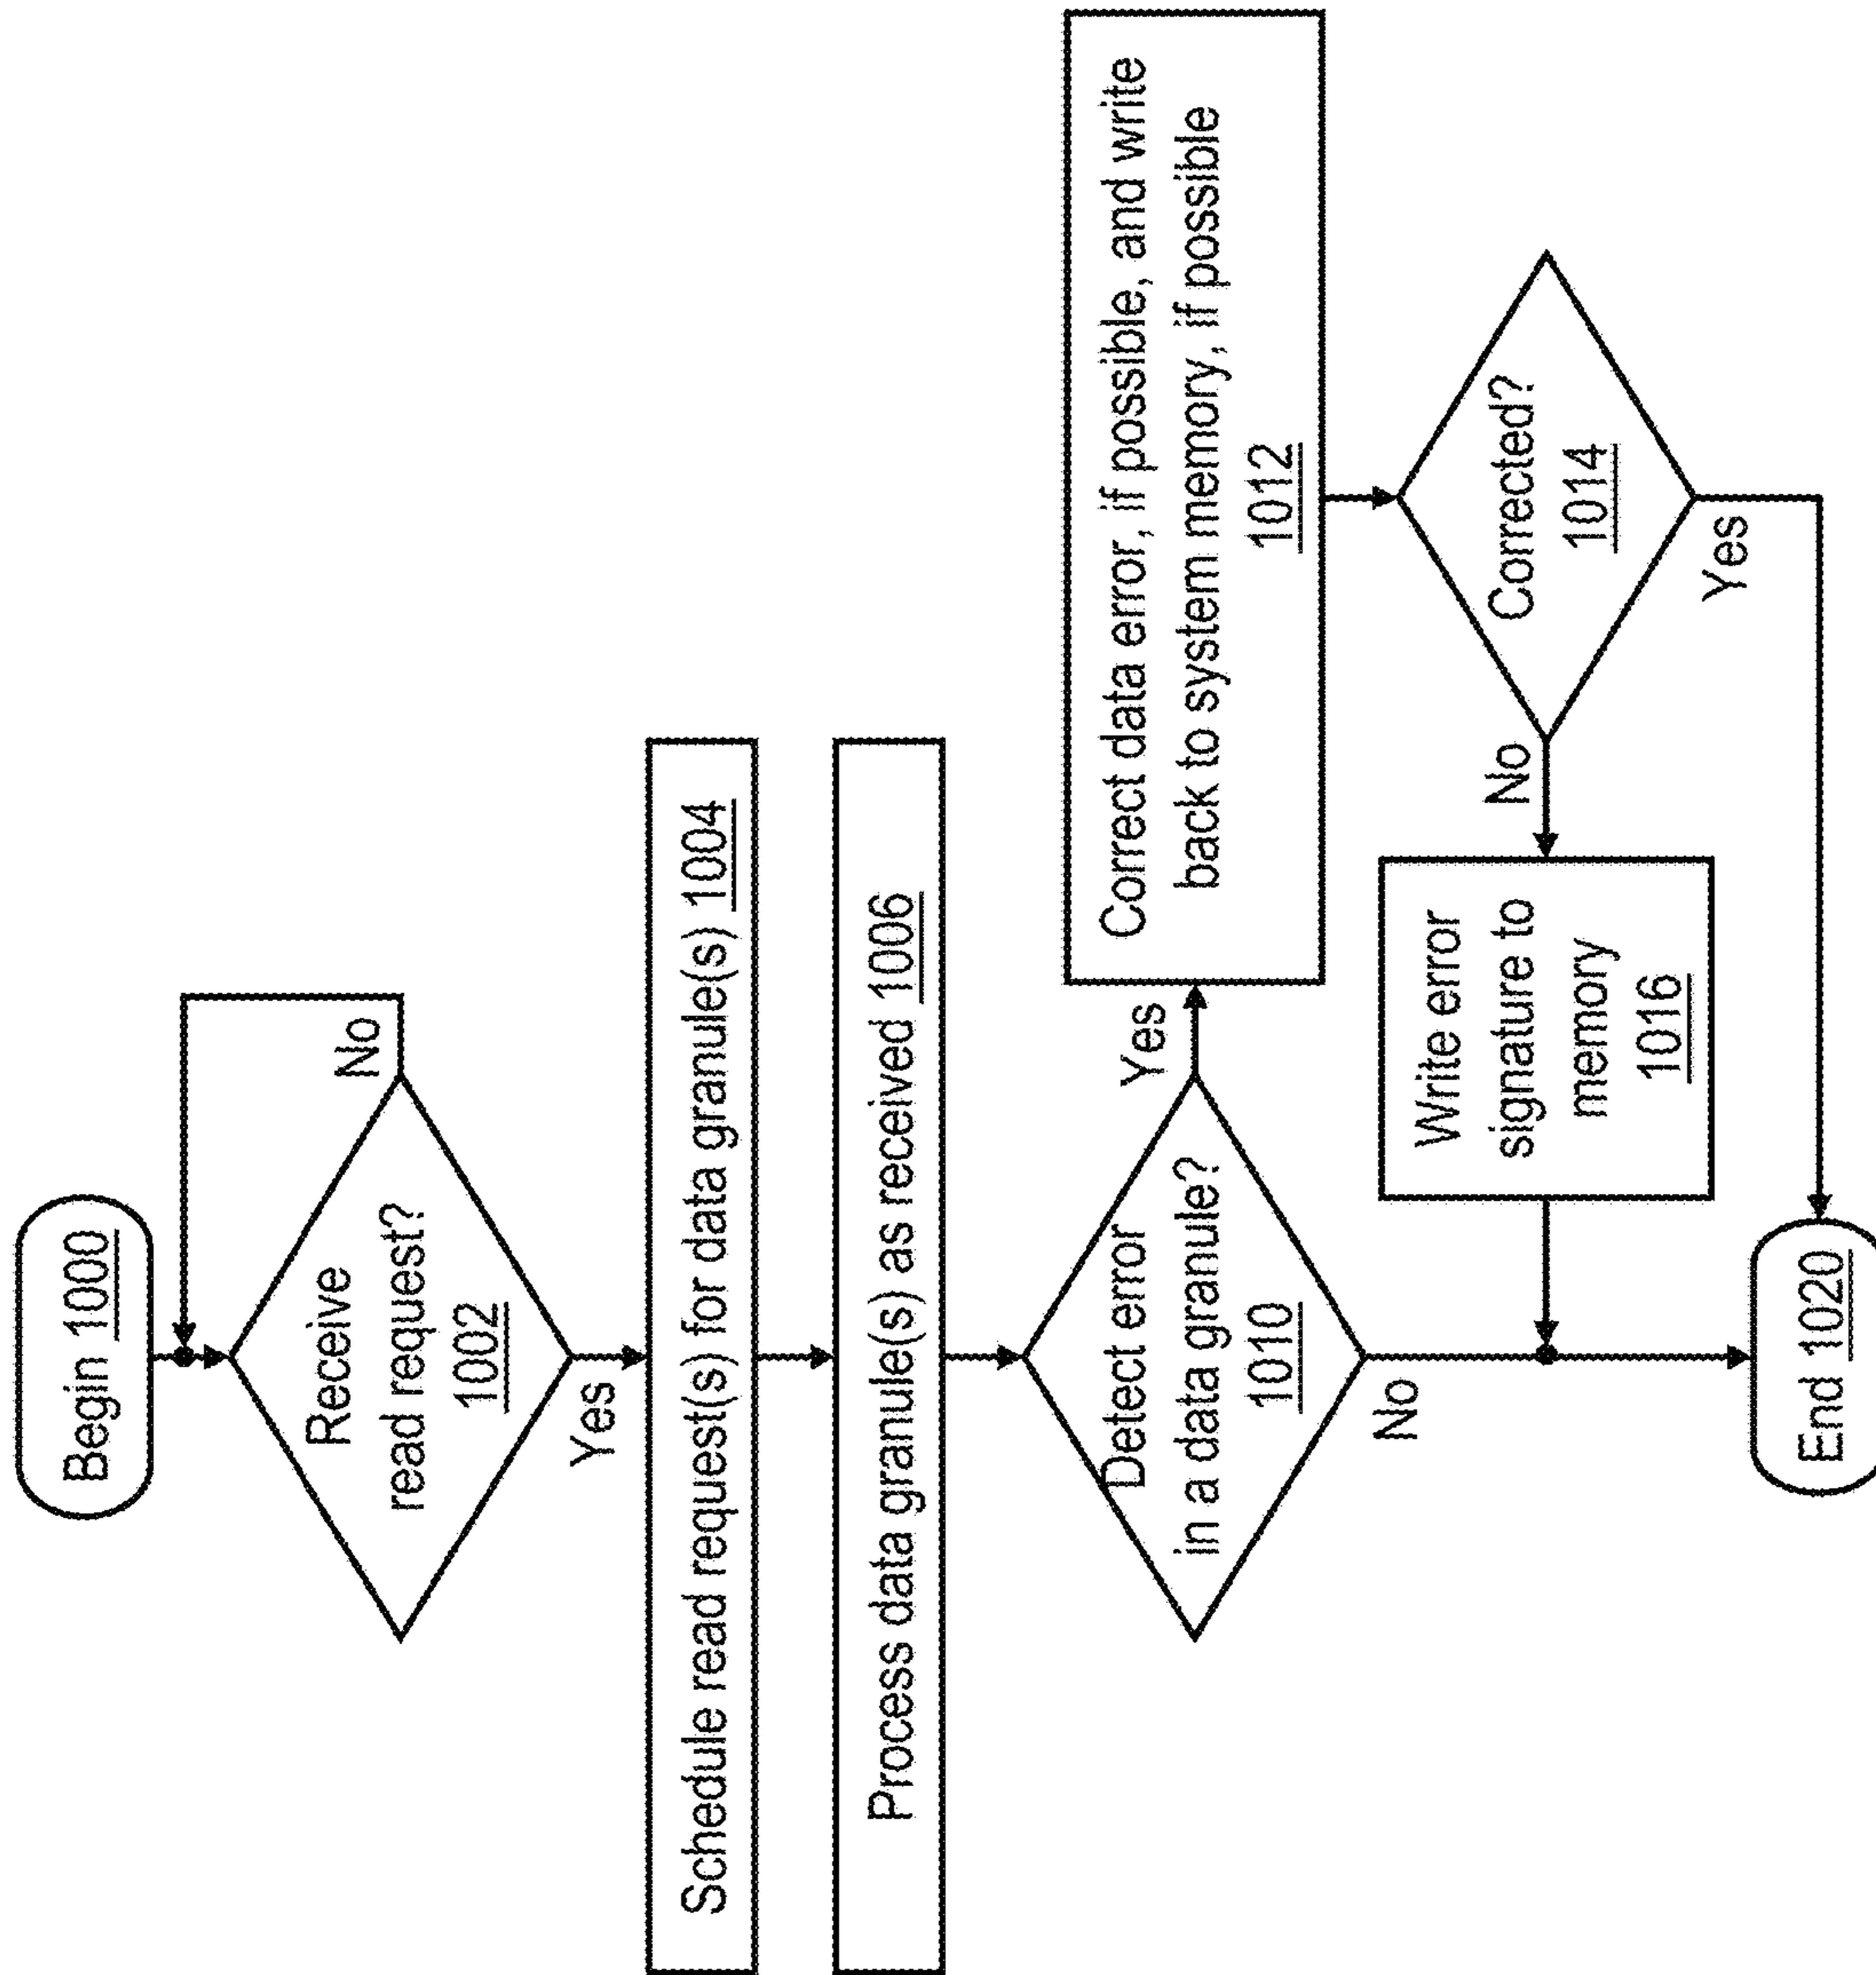 Begin 1000
Receive
read request?
1002
No
Yes
Schedule read request(s) for data granule(s) 1004
Process data granule(s) as received 1006
Detect error
in a data granule?
1010
Yes
No
Correct data error, if possible, and write
back to system memory, if possible
1012
Corrected?
1014
No
Yes
Write error
signature to
memory
1016
End 1020